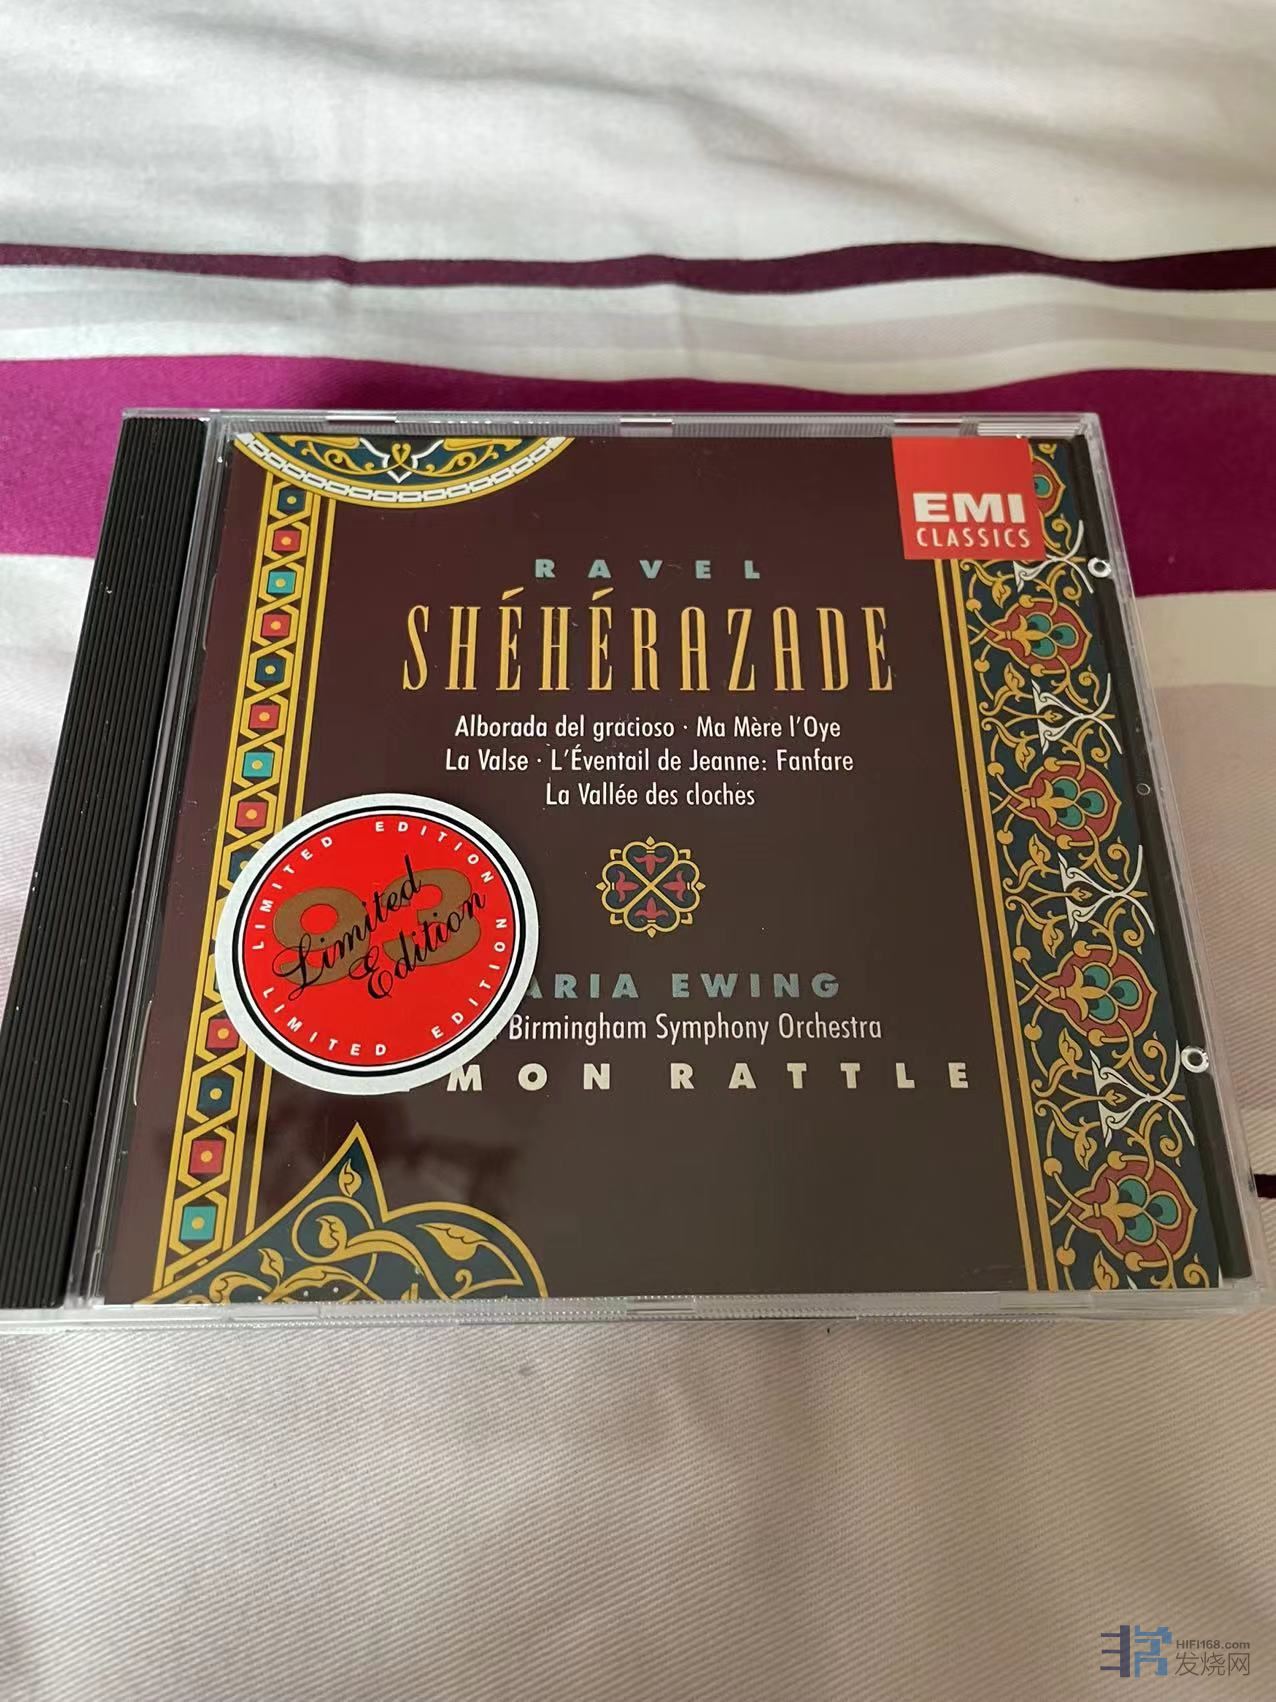 EMI
CLASSICS
RAVEL
SHÉHÉRAZADE
Alborada del gracioso · Ma Mère l'Oye
La Valse · L'Éventail de Jeanne: Fanfare
La Vallée des cloches
LIMITED EDITION
Limited
Edition
LIMITED EDITION
ARIA EWING
Birmingham Symphony Orchestra
MON RATTLE
HIFI168.com
发烧网